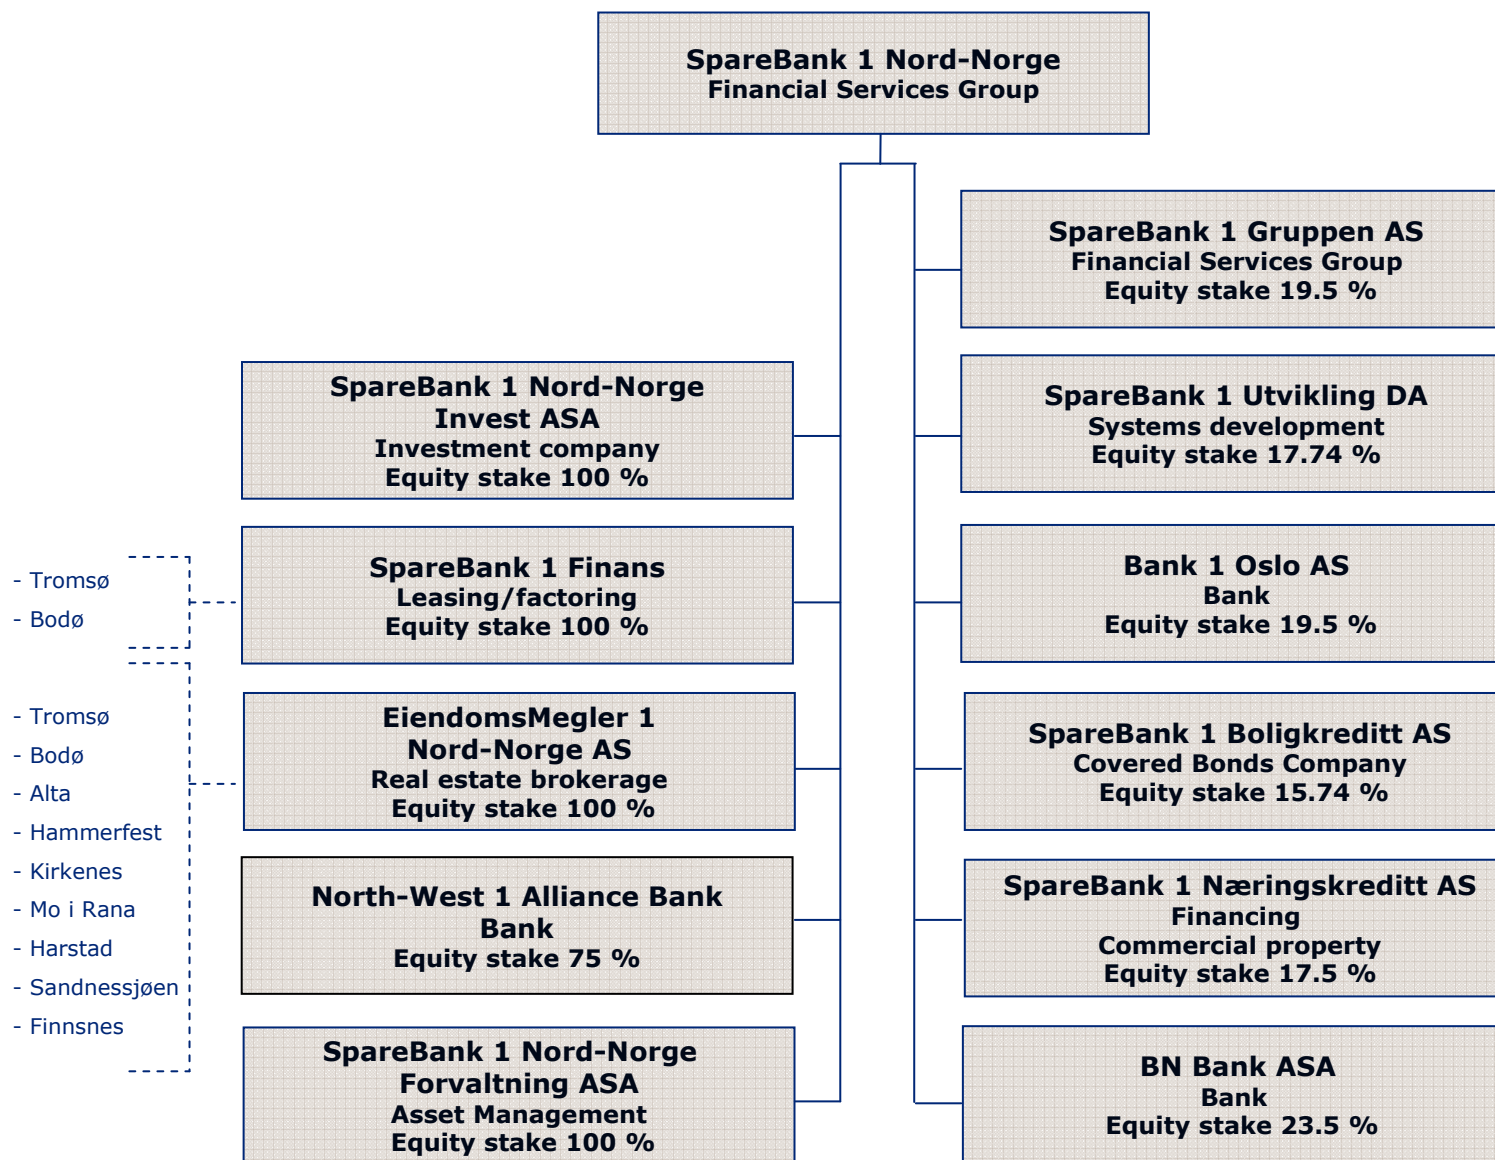 SpareBank 1 Nord-Norge
Financial Services Group
SpareBank 1 Nord-Norge
Invest ASA
Investment company
Equity stake 100 %
SpareBank 1 Finans
Leasing/factoring
Equity stake 100 %
- Tromsø
- Bodø
EiendomsMegler 1
Nord-Norge AS
Real estate brokerage
Equity stake 100 %
- Tromsø
- Bodø
- Alta
- Hammerfest
- Kirkenes
- Mo i Rana
- Harstad
- Sandnessjøen
- Finnsnes
North-West 1 Alliance Bank
Bank
Equity stake 75 %
SpareBank 1 Nord-Norge
Forvaltning ASA
Asset Management
Equity stake 100 %
SpareBank 1 Gruppen AS
Financial Services Group
Equity stake 19.5 %
SpareBank 1 Utvikling DA
Systems development
Equity stake 17.74 %
Bank 1 Oslo AS
Bank
Equity stake 19.5 %
SpareBank 1 Boligkreditt AS
Covered Bonds Company
Equity stake 15.74 %
SpareBank 1 Næringskreditt AS
Financing
Commercial property
Equity stake 17.5 %
BN Bank ASA
Bank
Equity stake 23.5 %